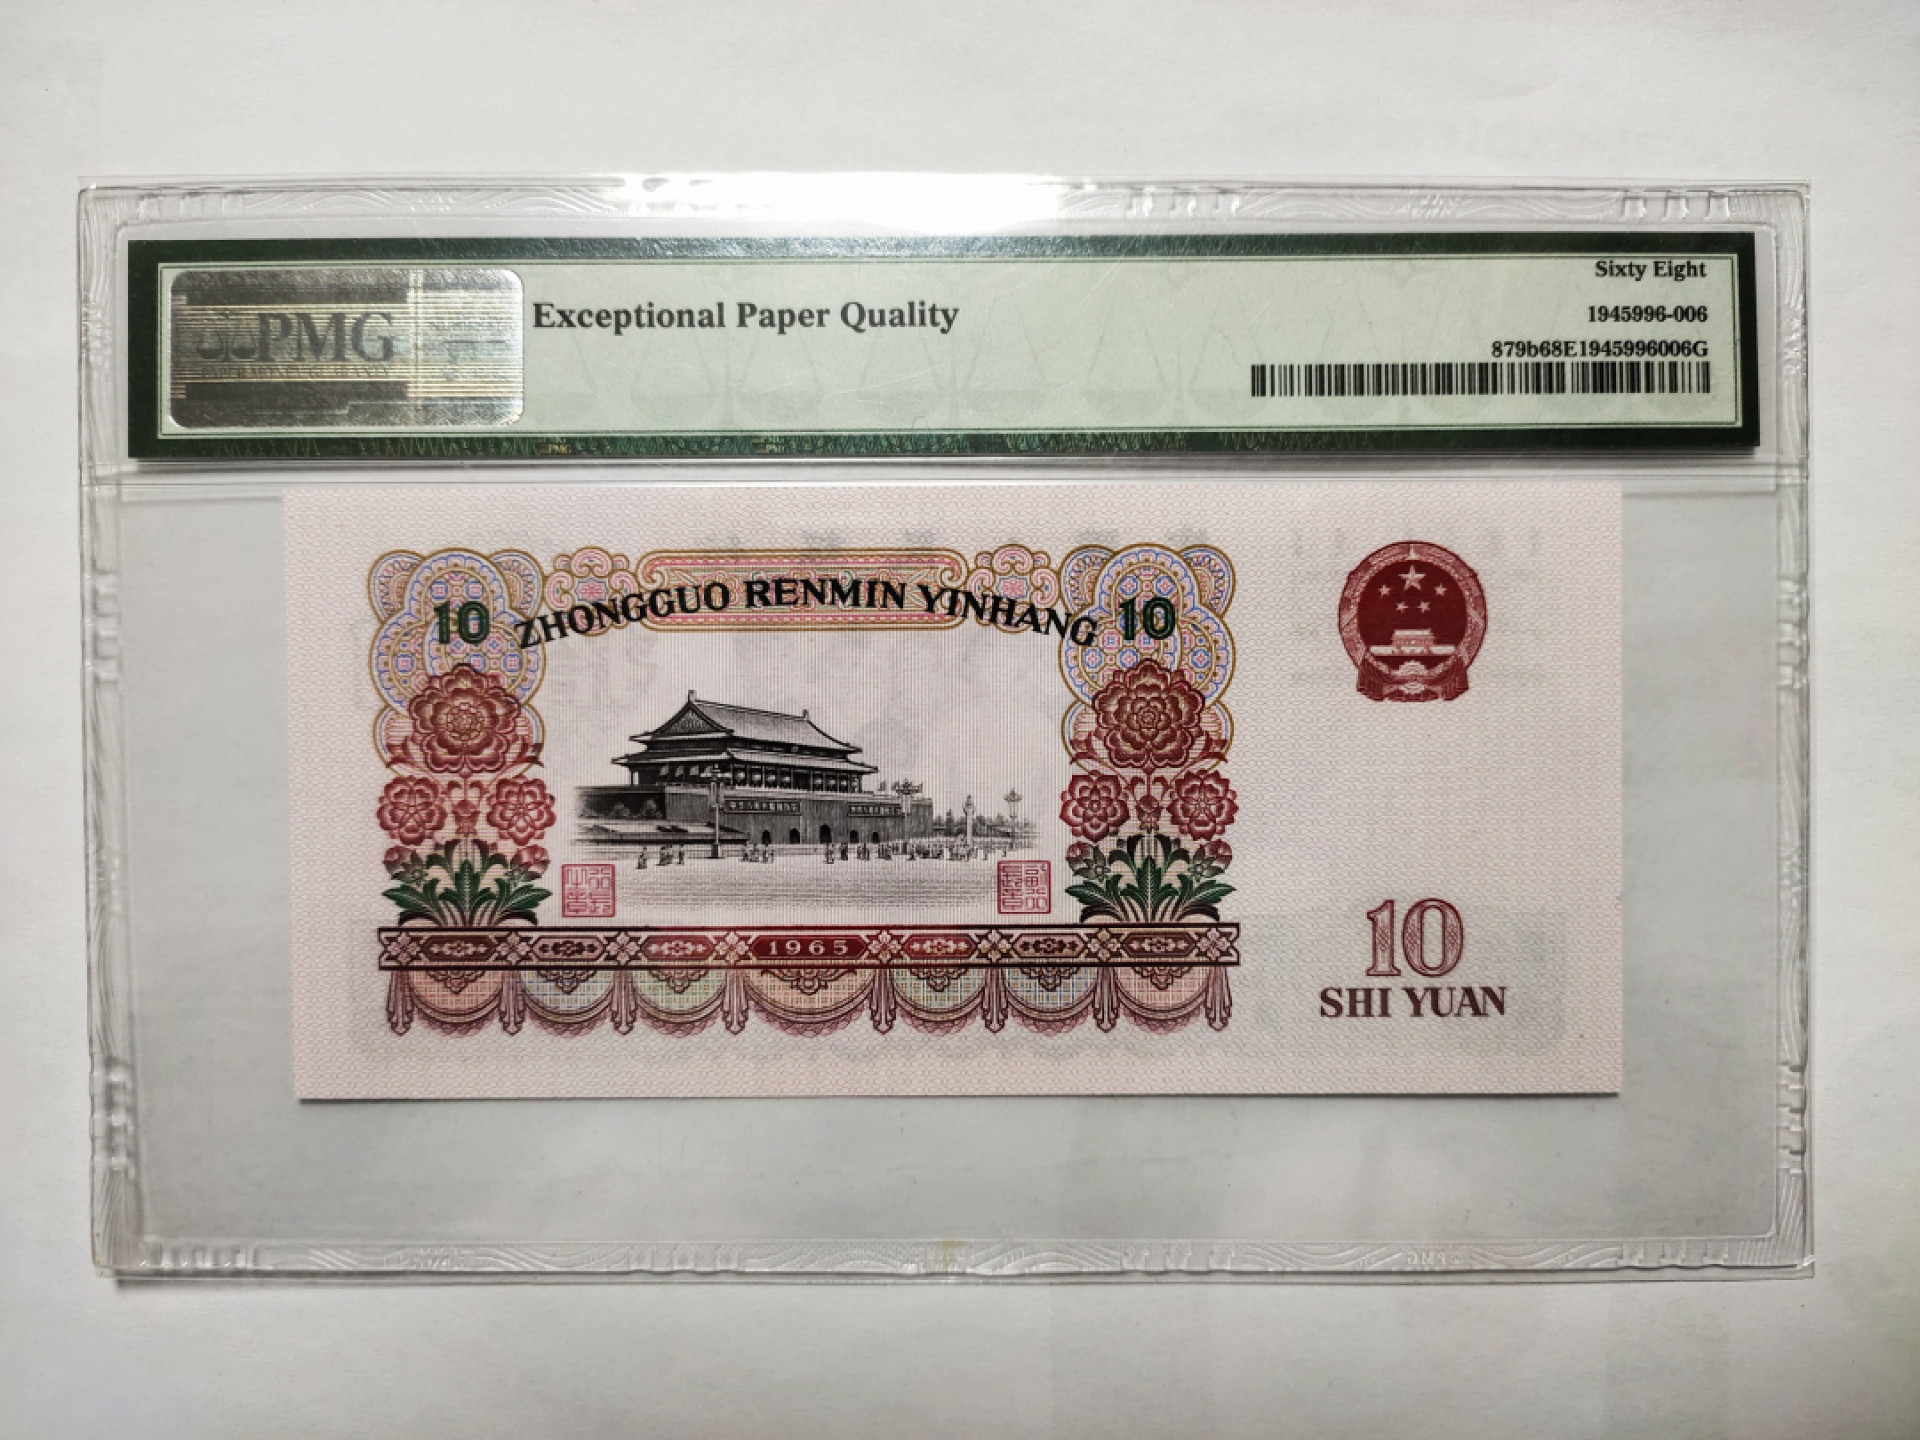 Sixty Eight
PMG
Exceptional Paper Quality
1945996-006
879b68E1945996006G
10 ZHONGGUO RENMIN YINHANG 10
1965
10
SHI YUAN